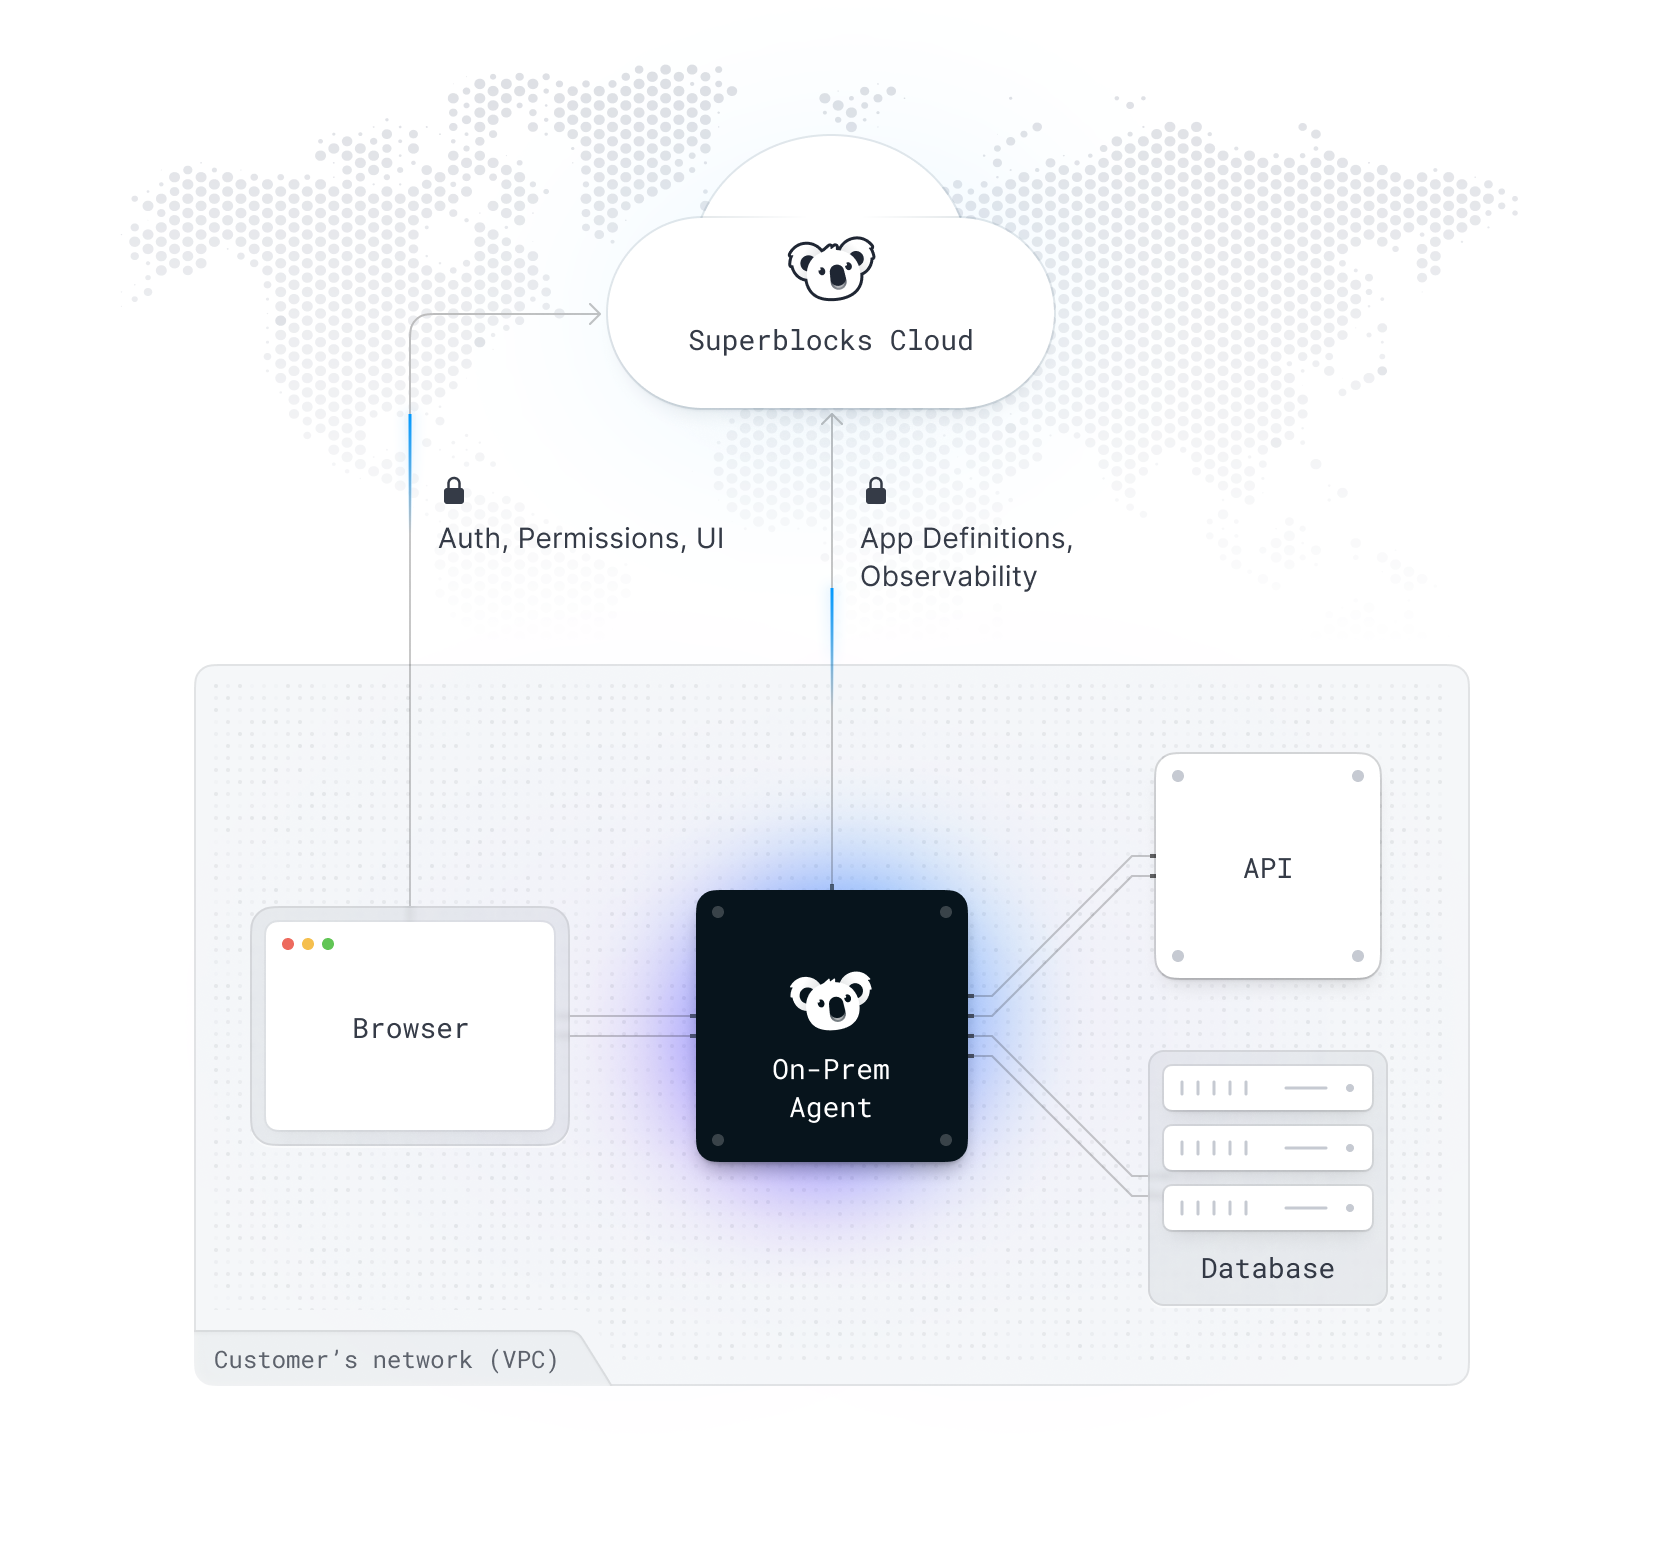 Superblocks Cloud
Auth, Permissions, UI
App Definitions,
Observability
API
Browser
On-Prem
Agent
Database
Customer’s network (VPC)